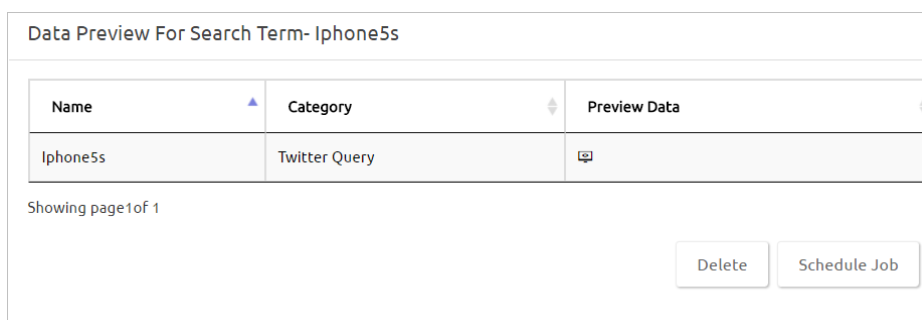 Data Preview For Search Term- Iphone5s
Name Category Preview Data
Iphone5s Twitter Query
Showing page1of 1
Delete Schedule Job